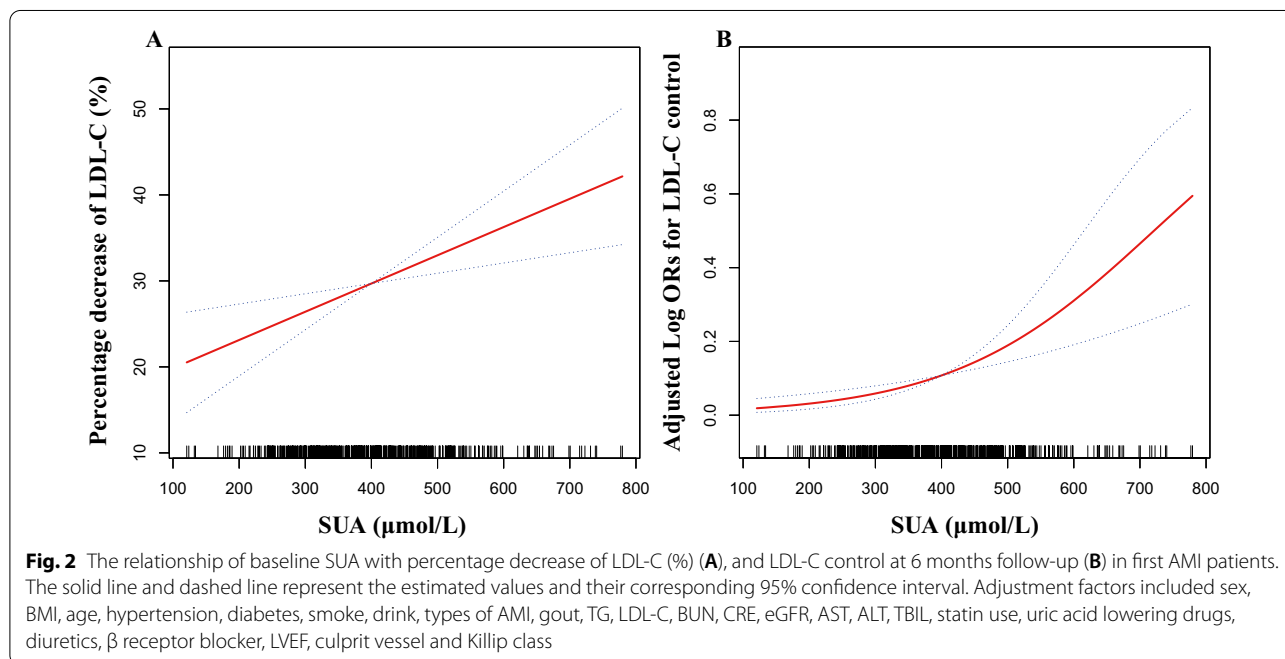 A
Percentage decrease of LDL-C (%)
50
40
30
20
10
100 200 300 400 500 600 700 800
SUA (µmol/L)
B
Adjusted Log ORs for LDL-C control
0.8
0.6
0.4
0.2
0.0
100 200 300 400 500 600 700 800
SUA (µmol/L)
Fig. 2 The relationship of baseline SUA with percentage decrease of LDL-C (%) (A), and LDL-C control at 6 months follow-up (B) in first AMI patients.
The solid line and dashed line represent the estimated values and their corresponding 95% confidence interval. Adjustment factors included sex,
BMI, age, hypertension, diabetes, smoke, drink, types of AMI, gout, TG, LDL-C, BUN, CRE, eGFR, AST, ALT, TBIL, statin use, uric acid lowering drugs,
diuretics, β receptor blocker, LVEF, culprit vessel and Killip class